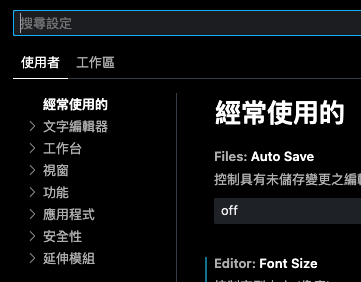 搜尋設定
使用者 工作區
經常使用的
文字編輯器
工作台
視窗
功能
應用程式
安全性
延伸模組
經常使用的
Files: Auto Save
控制具有未儲存變更之編輯
off
Editor: Font Size